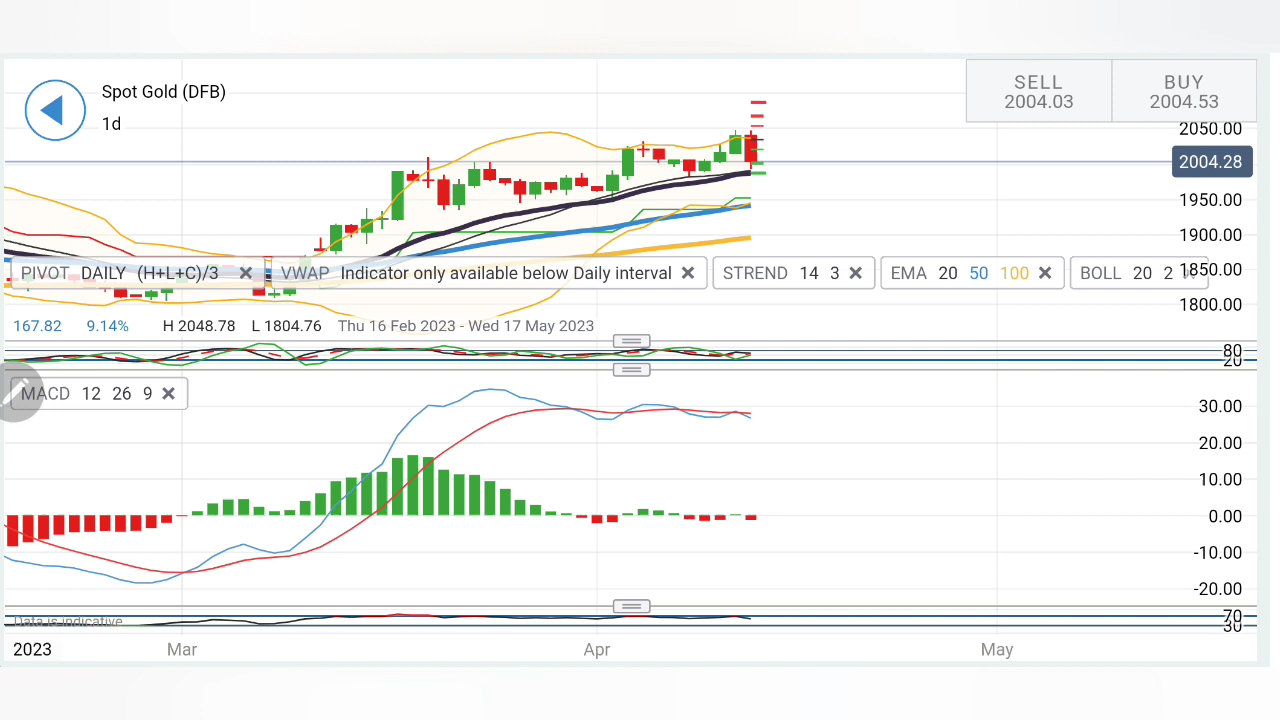 Spot Gold (DFB)
1d
SELL
2004.03
BUY
2004.53
2050.00
2004.28
1950.00
1900.00
1850.00
1800.00
PIVOT DAILY (H+L+C)/3
VWAP Indicator only available below Daily interval
STREND 14 3
EMA 20 50 100
BOLL 20 2
167.82 9.14% H 2048.78 L 1804.76 Thu 16 Feb 2023 - Wed 17 May 2023
80
20
MACD 12 26 9
30.00
20.00
10.00
0.00
-10.00
-20.00
Data is indicative
70
30
2023 Mar Apr May